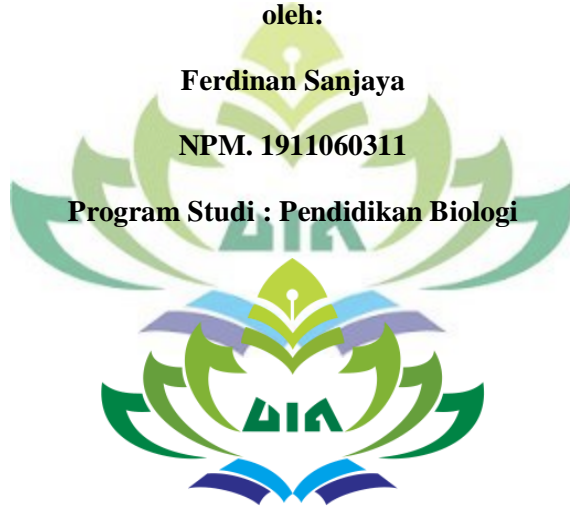 oleh:
Ferdinan Sanjaya
NPM. 1911060311
Program Studi : Pendidikan Biologi
UIN
UIN